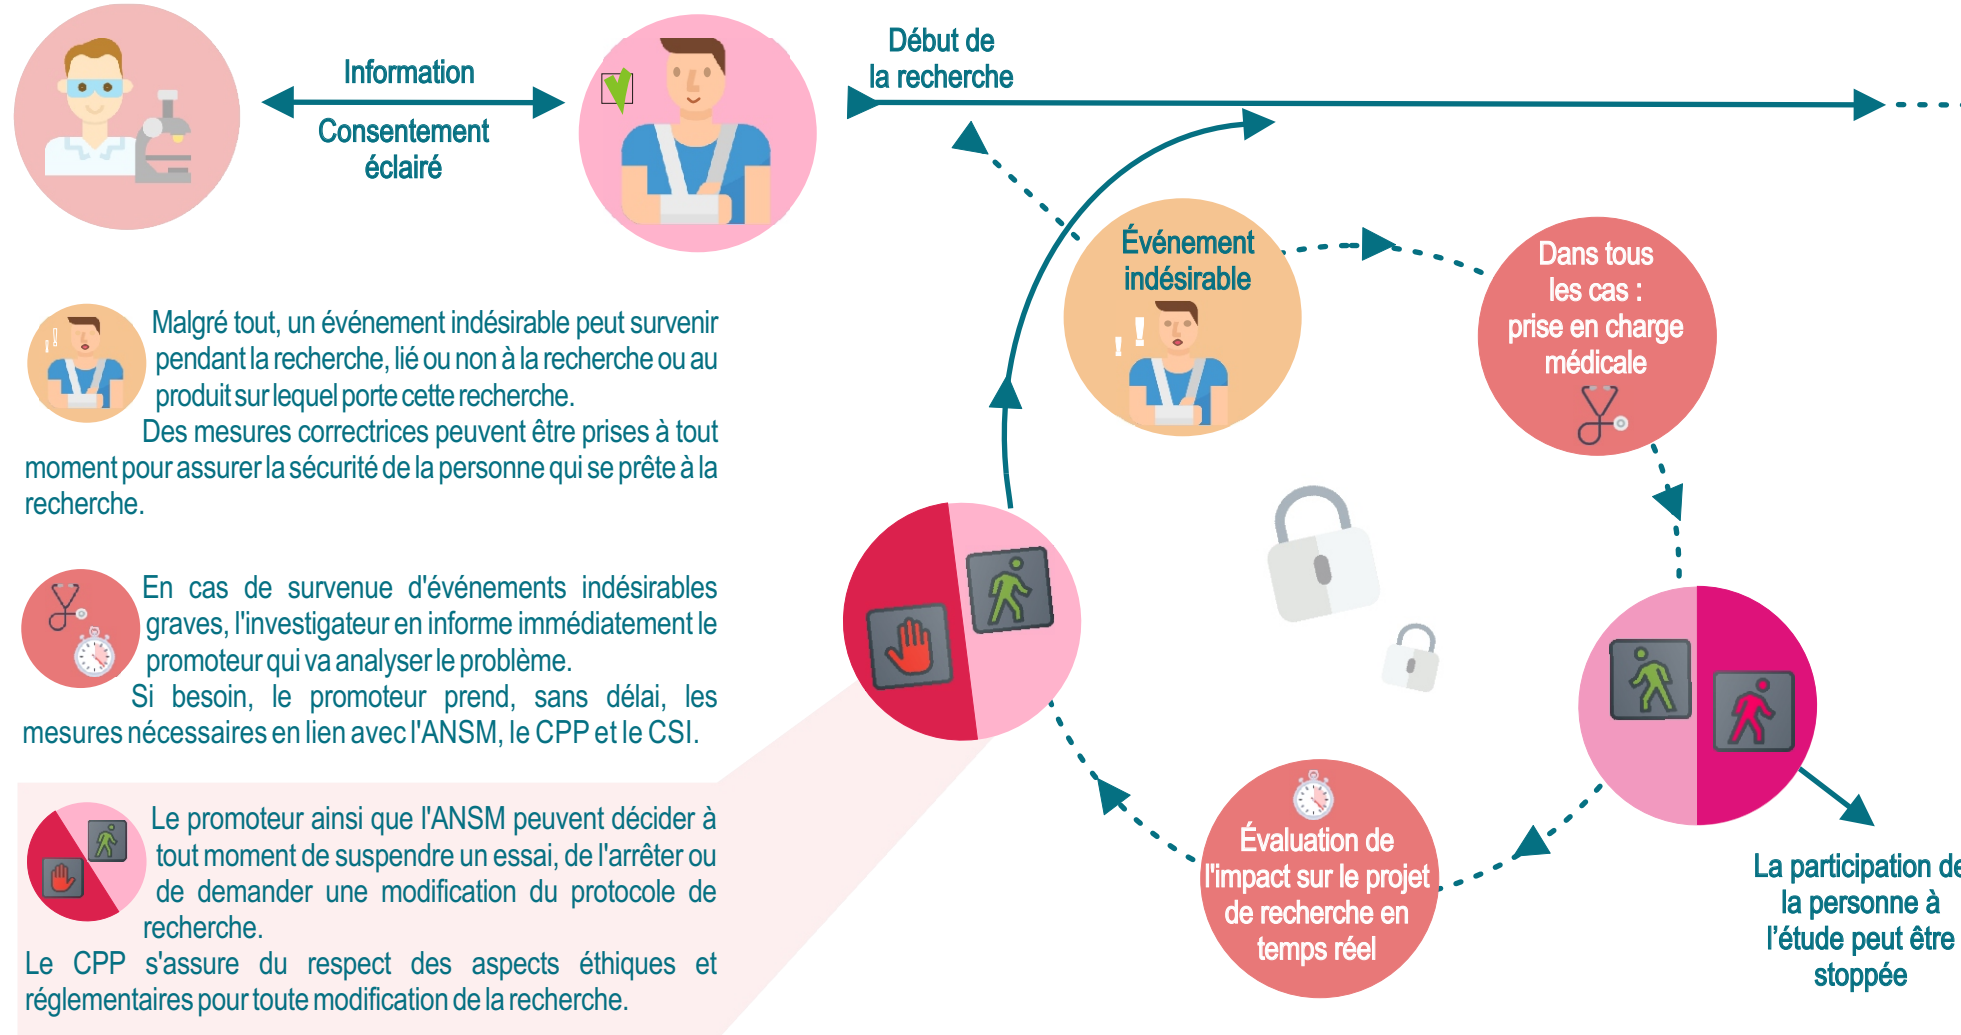 Information
Consentement
éclairé
Début de
la recherche
Événement
indésirable
! !
Dans tous
les cas :
prise en charge
médicale
Malgré tout, un événement indésirable peut survenir
pendant la recherche, lié ou non à la recherche ou au
produit sur lequel porte cette recherche.
Des mesures correctrices peuvent être prises à tout
moment pour assurer la sécurité de la personne qui se prête à la
recherche.
En cas de survenue d'événements indésirables
graves, l'investigateur en informe immédiatement le
promoteur qui va analyser le problème.
Si besoin, le promoteur prend, sans délai, les
mesures nécessaires en lien avec l'ANSM, le CPP et le CSI.
Le promoteur ainsi que l'ANSM peuvent décider à
tout moment de suspendre un essai, de l'arrêter ou
de demander une modification du protocole de
recherche.
Le CPP s'assure du respect des aspects éthiques et
réglementaires pour toute modification de la recherche.
Évaluation de
l'impact sur le projet
de recherche en
temps réel
La participation de
la personne à
l’étude peut être
stoppée